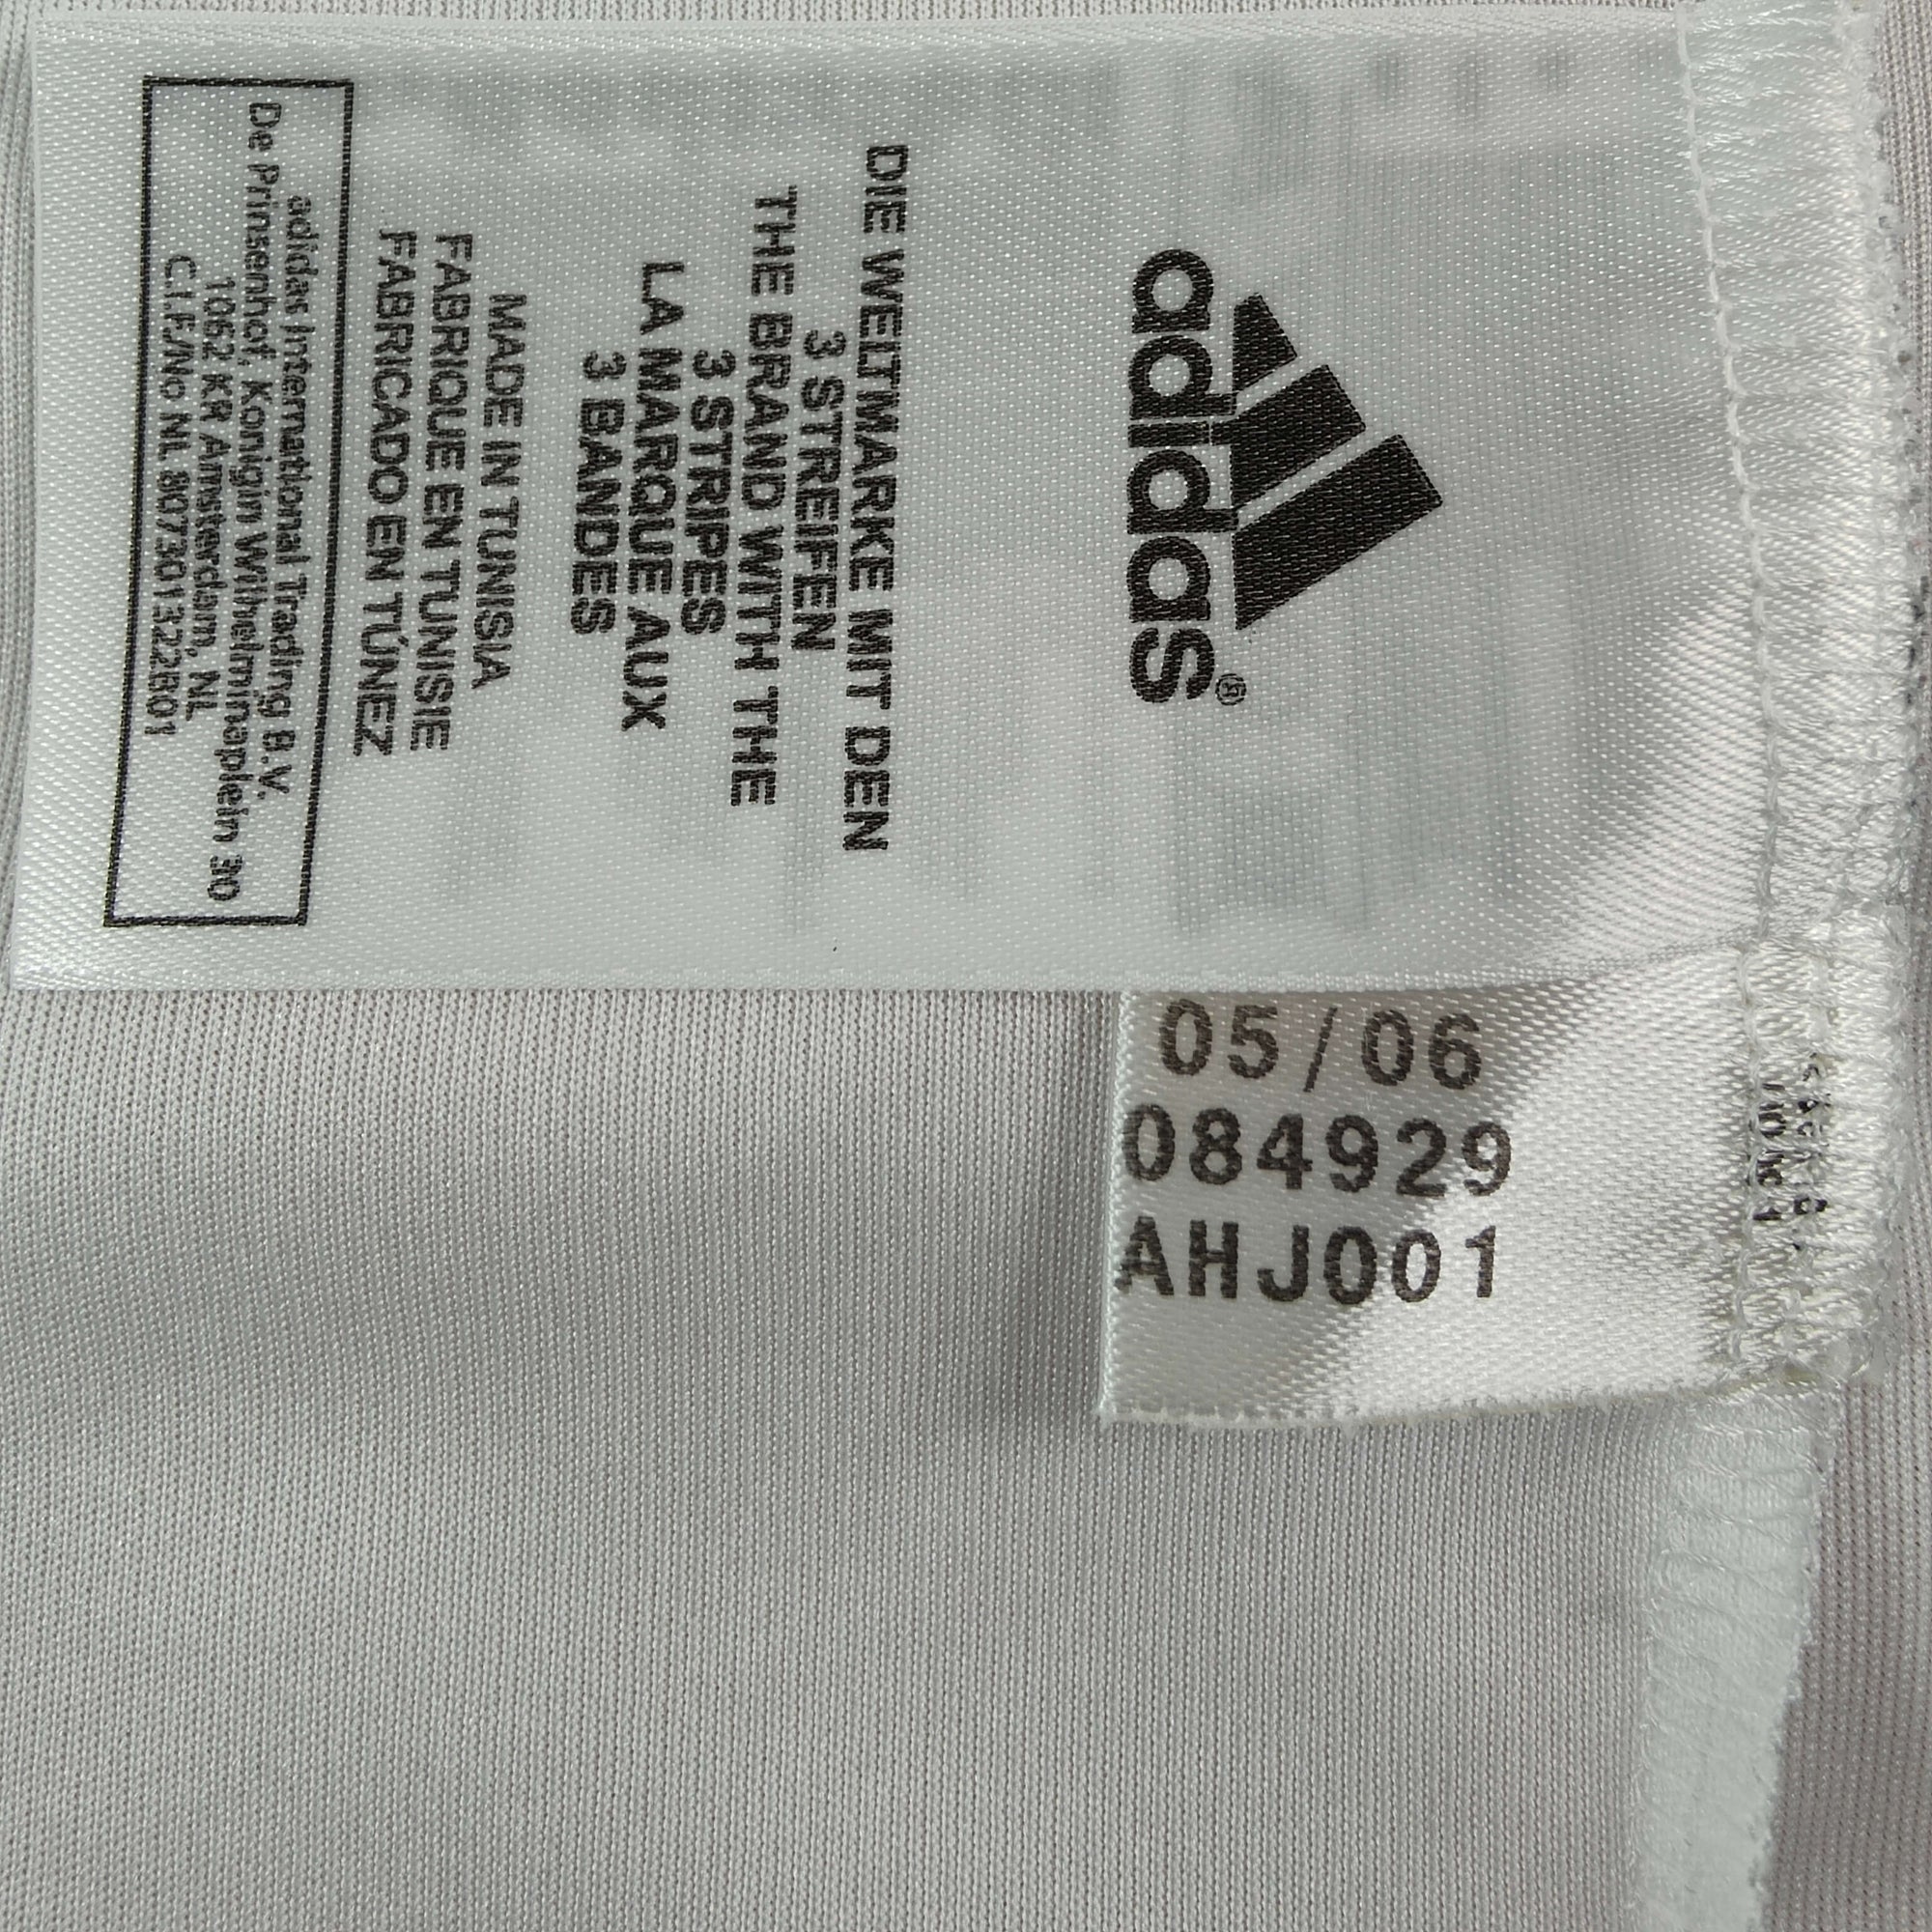 adidas®
DIE WELTMARKE MIT DEN
3 STREIFEN
THE BRAND WITH THE
3 STRIPES
LA MARQUE AUX
3 BANDES
MADE IN TUNISIA
FABRIQUE EN TUNISIE
FABRICADO EN TÚNEZ
adidas International Trading B.V.
De Prinsenhof, Konigin Wilhelminaplein 30
1062 KR Amsterdam, NL
C.I.F./No NL 807301322B01
05/06
084929
AHJ001